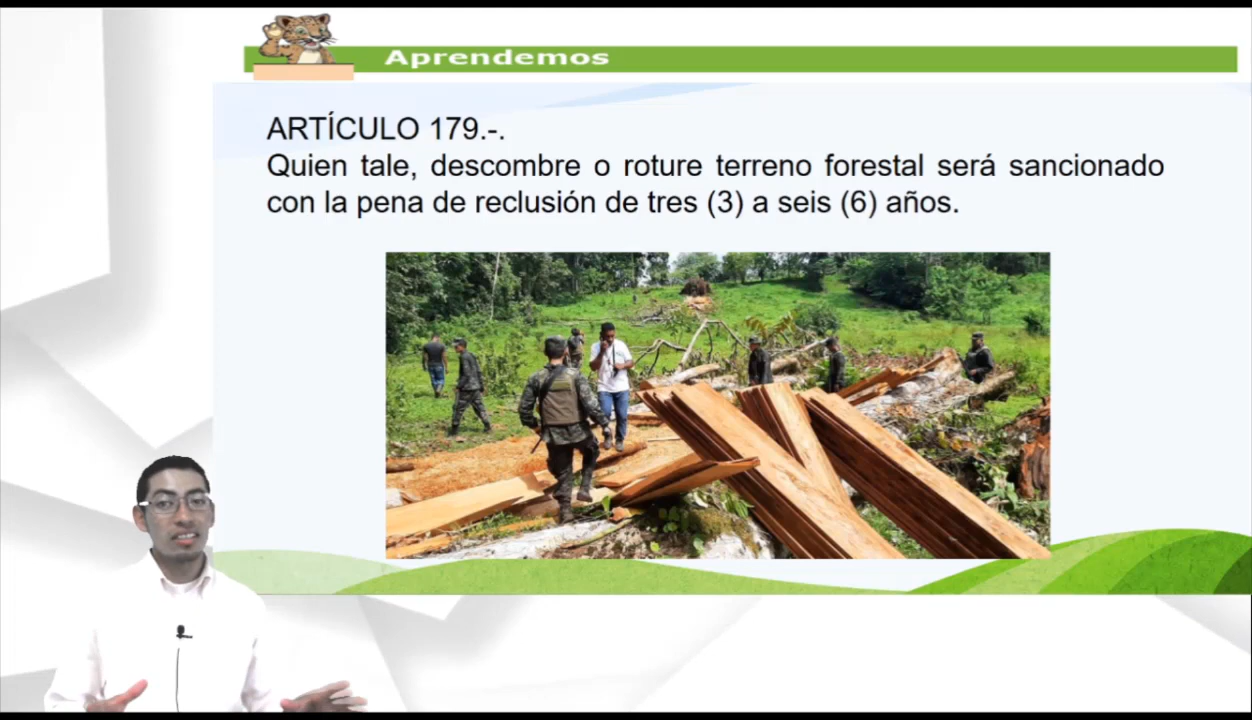 Aprendemos
ARTÍCULO 179.-.
Quien tale, descombre o roture terreno forestal será sancionado
con la pena de reclusión de tres (3) a seis (6) años.